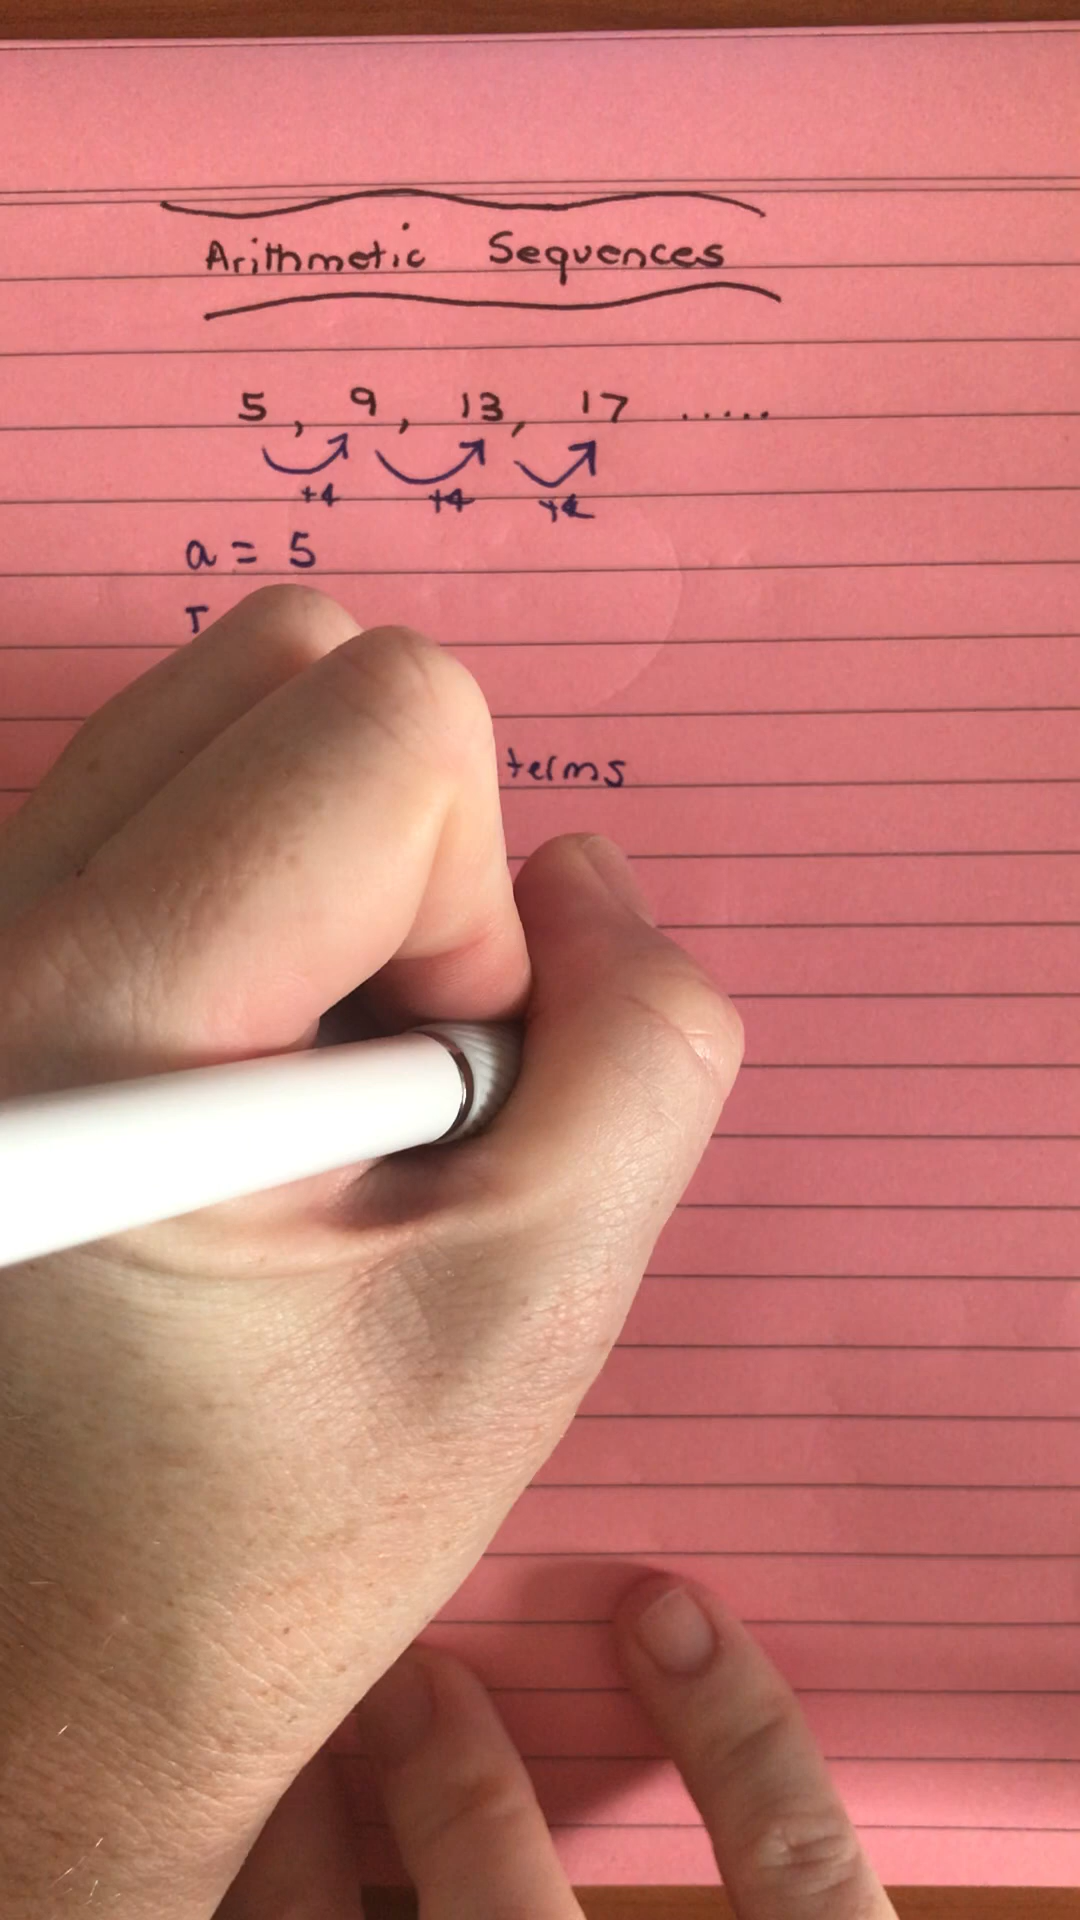 Arithmetic Sequences
5, 9, 13, 17 .....
+4 +4 +4
a = 5
T
terms